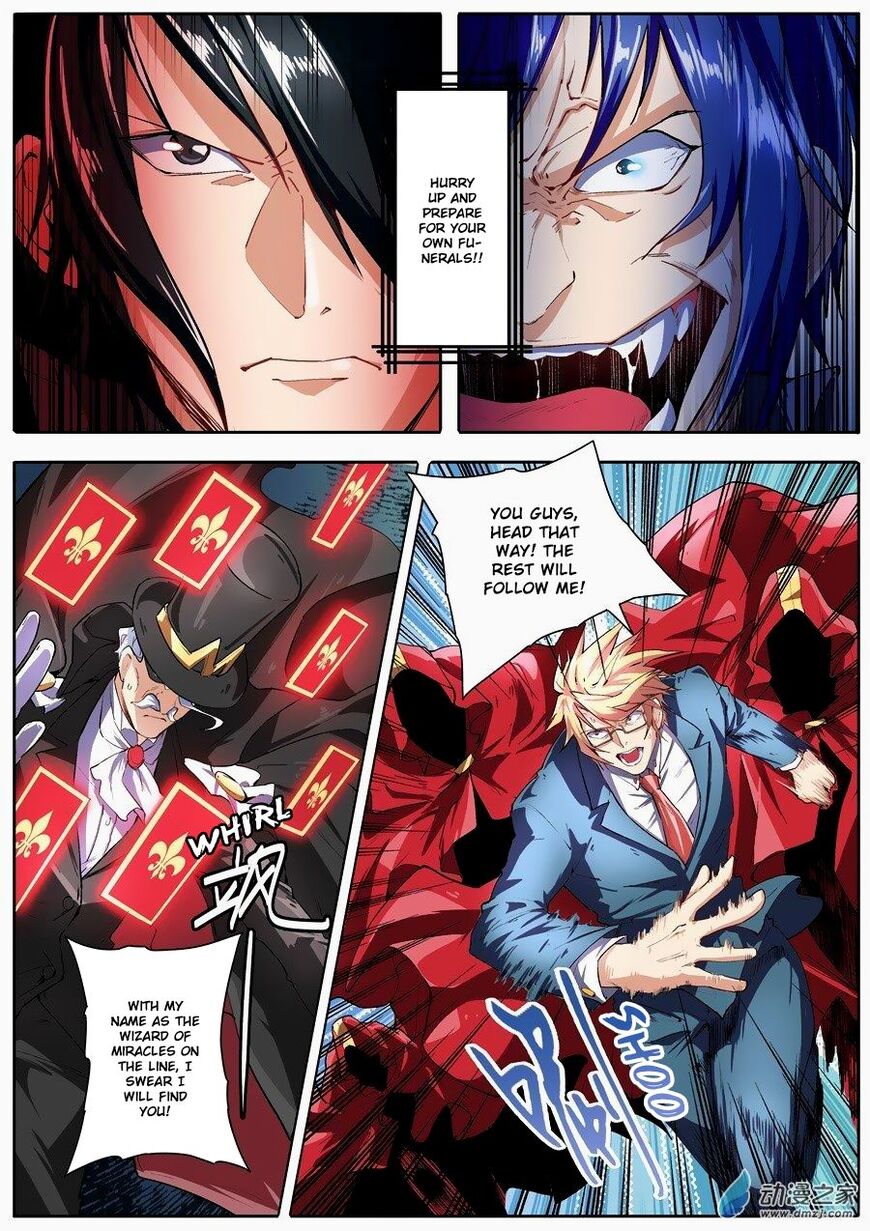 HURRY
UP AND
PREPARE
FOR YOUR
OWN FU-
NERALS!!
YOU GUYS,
HEAD THAT
WAY! THE
REST WILL
FOLLOW ME!
WHIRL
飒
WITH MY
NAME AS THE
WIZARD OF
MIRACLES ON
THE LINE, I
SWEAR I
WILL FIND
YOU!
SHOO
动漫之家
www.dmzj.com